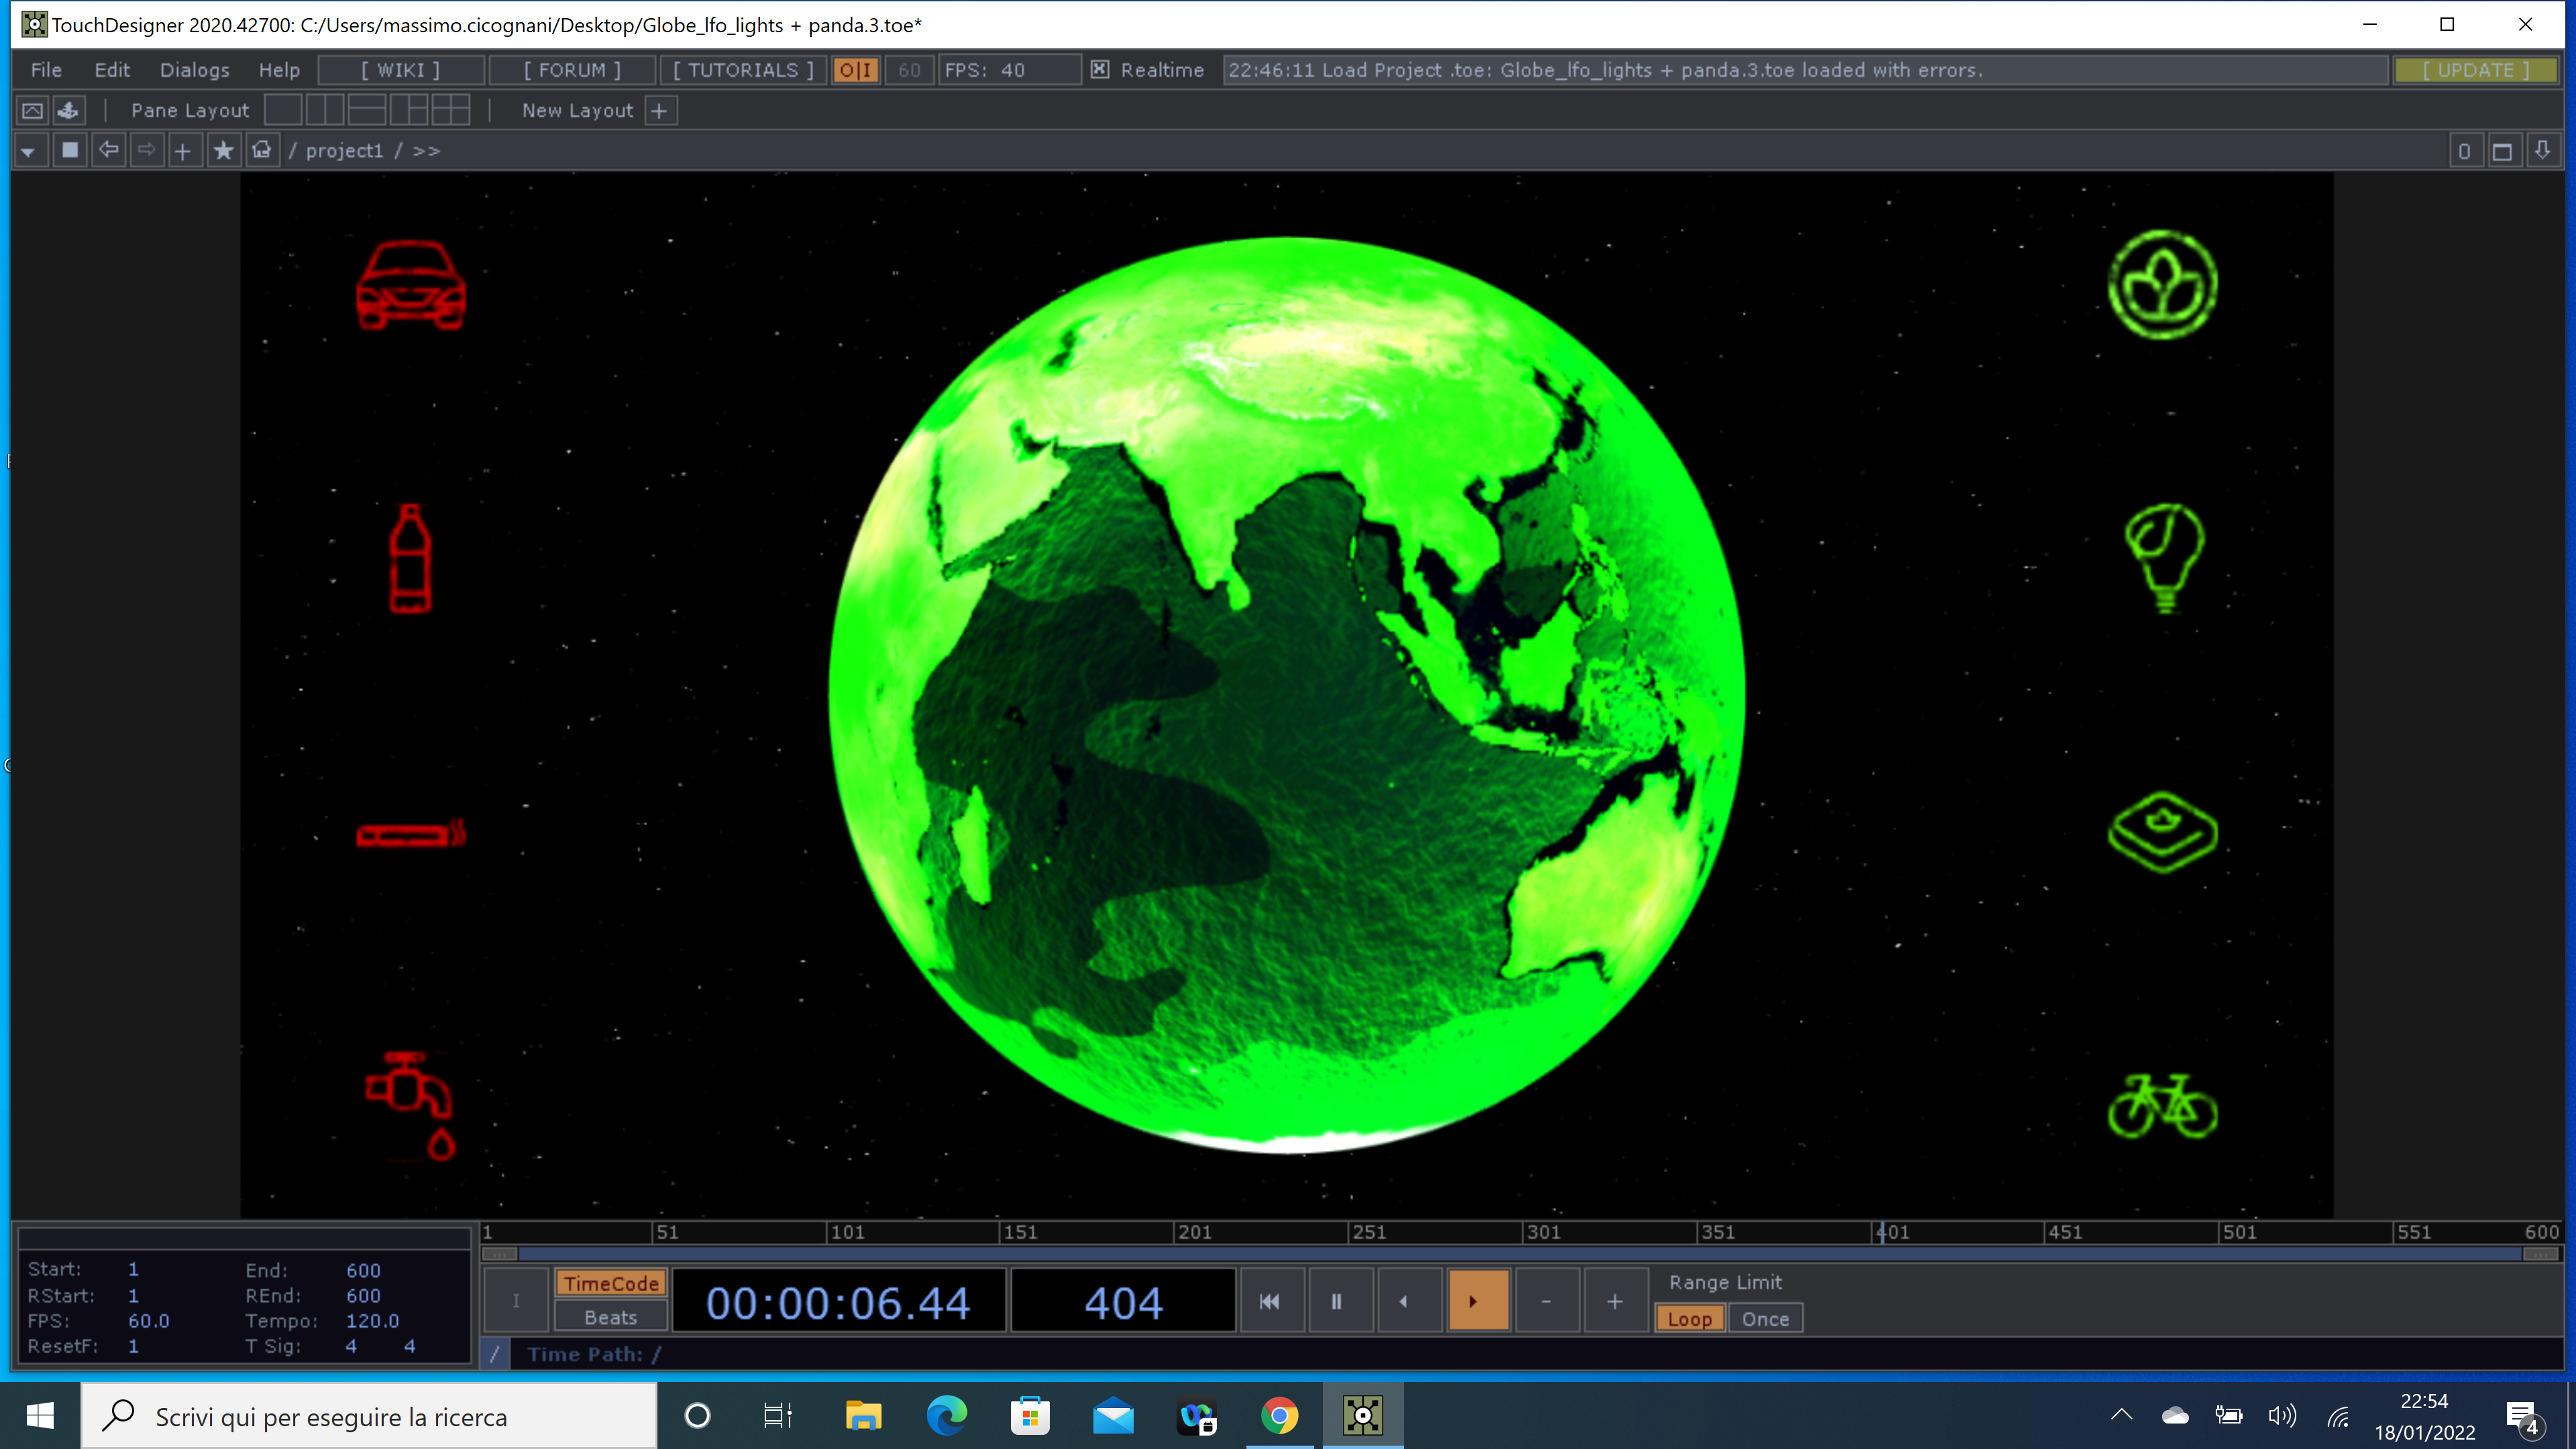 TouchDesigner 2020.42700: C:/Users/massimo.cicognani/Desktop/Globe_lfo_lights + panda.3.toe*
File Edit Dialogs Help [ WIKI ] [ FORUM ] [ TUTORIALS ] O|I 60 FPS: 40 Realtime 22:46:11 Load Project .toe: Globe_lfo_lights + panda.3.toe loaded with errors. [ UPDATE ]
Pane Layout New Layout +
/ project1 / >> 0
1 51 101 151 201 251 301 351 401 451 501 551 600
Start: 1 End: 600
RStart: 1 REnd: 600
FPS: 60.0 Tempo: 120.0
ResetF: 1 T Sig: 4 4
I TimeCode 00:00:06.44 404 - + Range Limit
Beats Loop Once
/ Time Path: /
Scrivi qui per eseguire la ricerca
22:54
18/01/2022
4